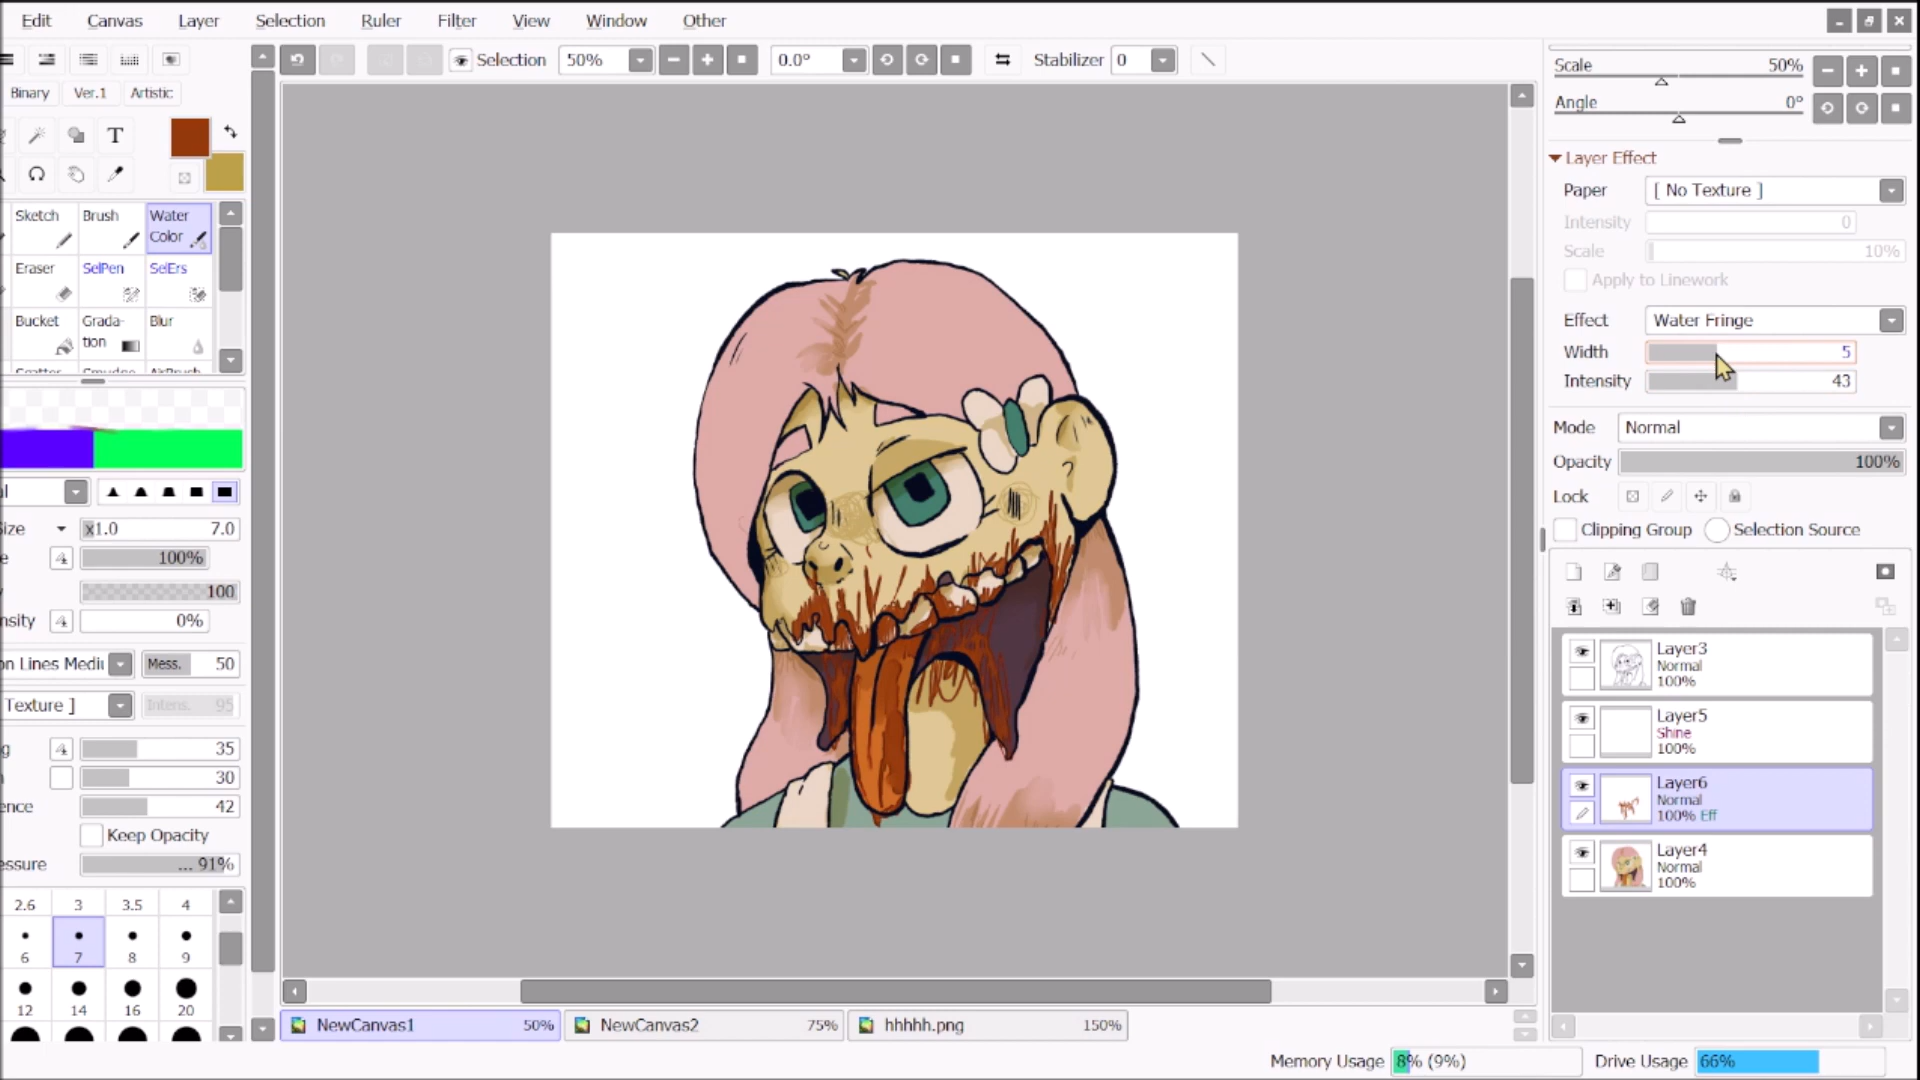 Edit Canvas Layer Selection Ruler Filter View Window Other
Selection 50% 0.0° Stabilizer 0
Binary Ver.1 Artistic
T
Sketch Brush Water Color
Eraser SelPen SelErs
Bucket Grada-tion Blur
x1.0 7.0
100%
100
0%
Mess. 50
Texture ] Intens. 95
35
30
42
Keep Opacity
... 91%
2.6 3 3.5 4
6 7 8 9
12 14 16 20
Scale 50%
Angle 0°
Layer Effect
Paper [ No Texture ]
Intensity 0
Scale 10%
Apply to Linework
Effect Water Fringe
Width 5
Intensity 43
Mode Normal
Opacity 100%
Lock
Clipping Group Selection Source
Layer3
Normal
100%
Layer5
Shine
100%
Layer6
Normal
100% Eff
Layer4
Normal
100%
NewCanvas1 50% NewCanvas2 75% hhhhh.png 150%
Memory Usage 8% (9%) Drive Usage 66%